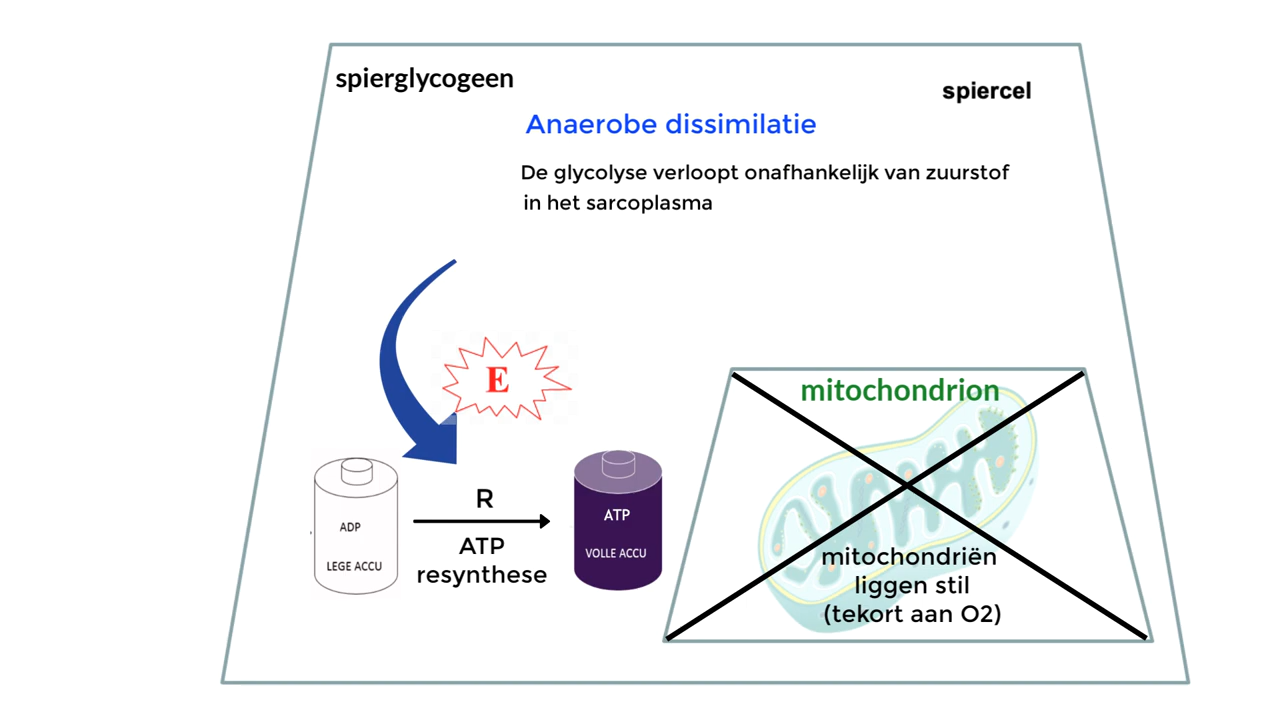 spierglycogeen
spiercel
Anaerobe dissimilatie
De glycolyse verloopt onafhankelijk van zuurstof
in het sarcoplasma
E
ADP
LEGE ACCU
R
ATP
resynthese
ATP
VOLLE ACCU
mitochondrion
mitochondriën
liggen stil
(tekort aan O2)